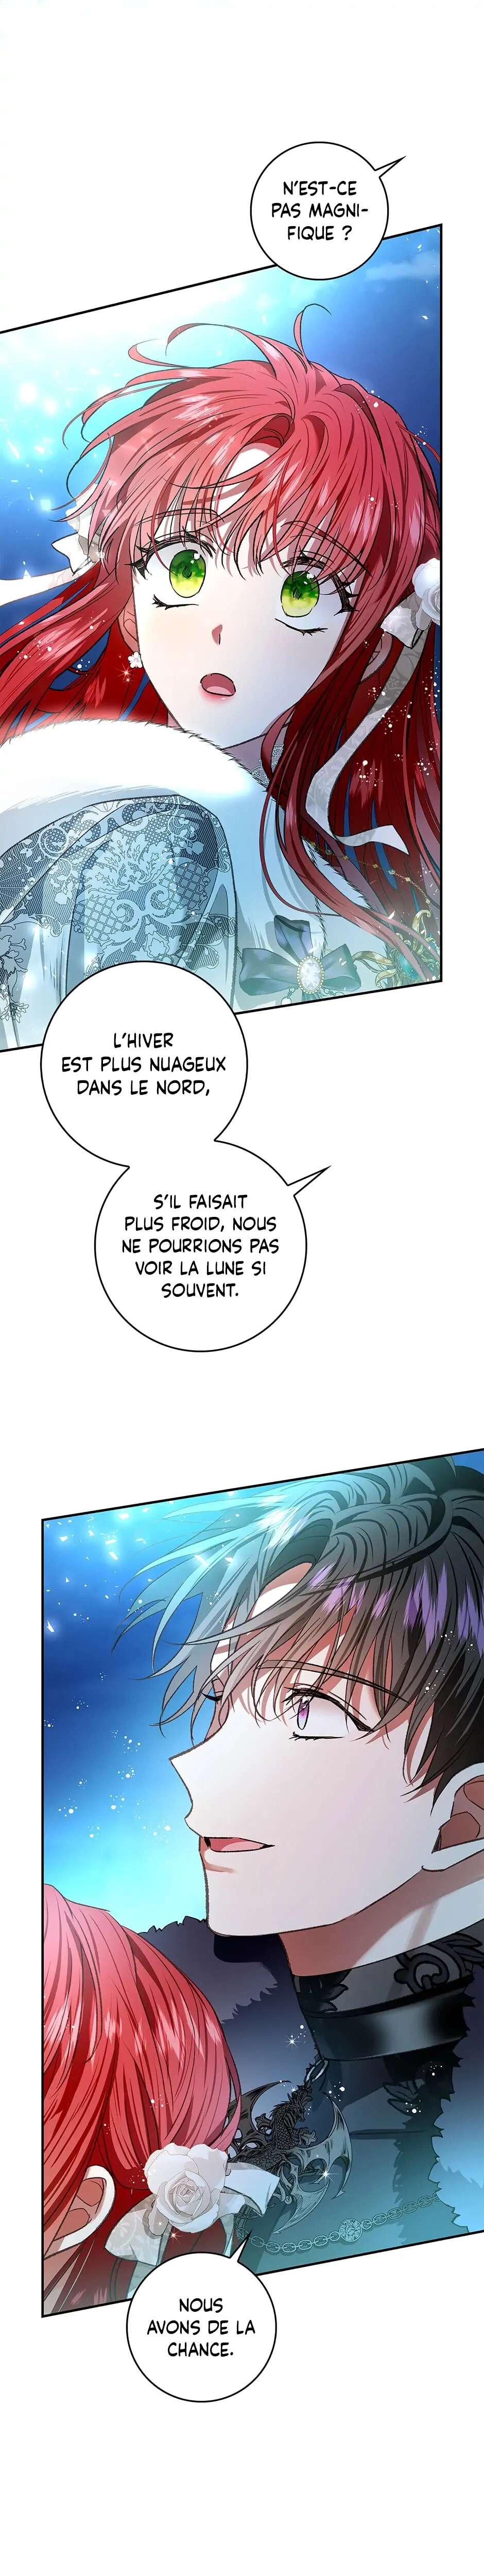 N'EST-CE
PAS MAGNI-
FIQUE ?
L'HIVER
EST PLUS NUAGEUX
DANS LE NORD,
S'IL FAISAIT
PLUS FROID, NOUS
NE POURRIONS PAS
VOIR LA LUNE SI
SOUVENT.
NOUS
AVONS DE LA
CHANCE.